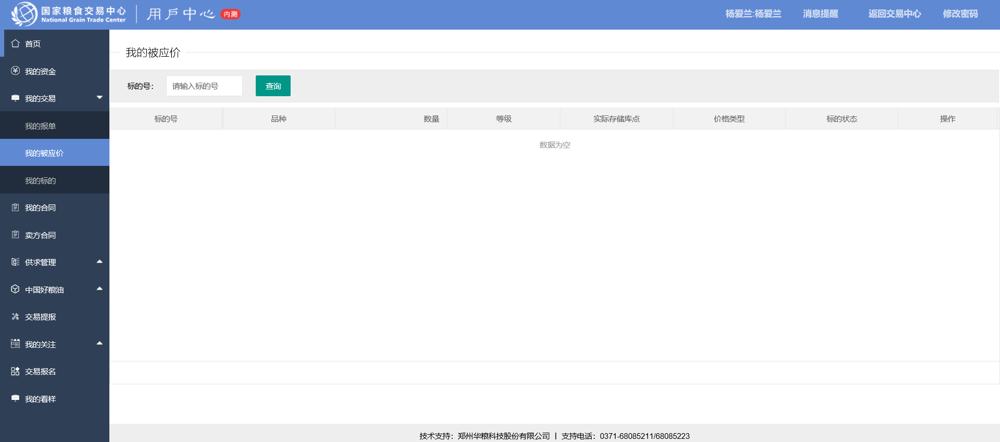 国家粮食交易中心
National Grain Trade Center
用户中心
内测
杨爱兰:杨爱兰
消息提醒
返回交易中心
修改密码
首页
我的资金
我的交易
我的报单
我的被应价
我的标的
我的合同
卖方合同
供求管理
中国好粮油
交易提报
我的关注
交易报名
我的看样
我的被应价
标的号：
请输入标的号
查询
标的号 品种 数量 等级 实际存储库点 价格类型 标的状态 操作
数据为空
技术支持：郑州华粮科技股份有限公司 | 支持电话：0371-68085211/68085223